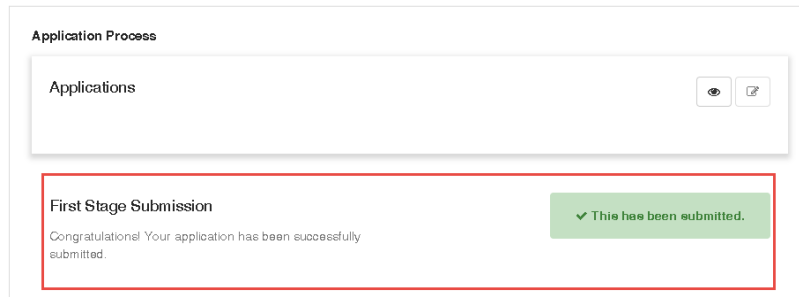 Application Process
Applications
First Stage Submission
This has been submitted.
Congratulations! Your application has been successfully
submitted.